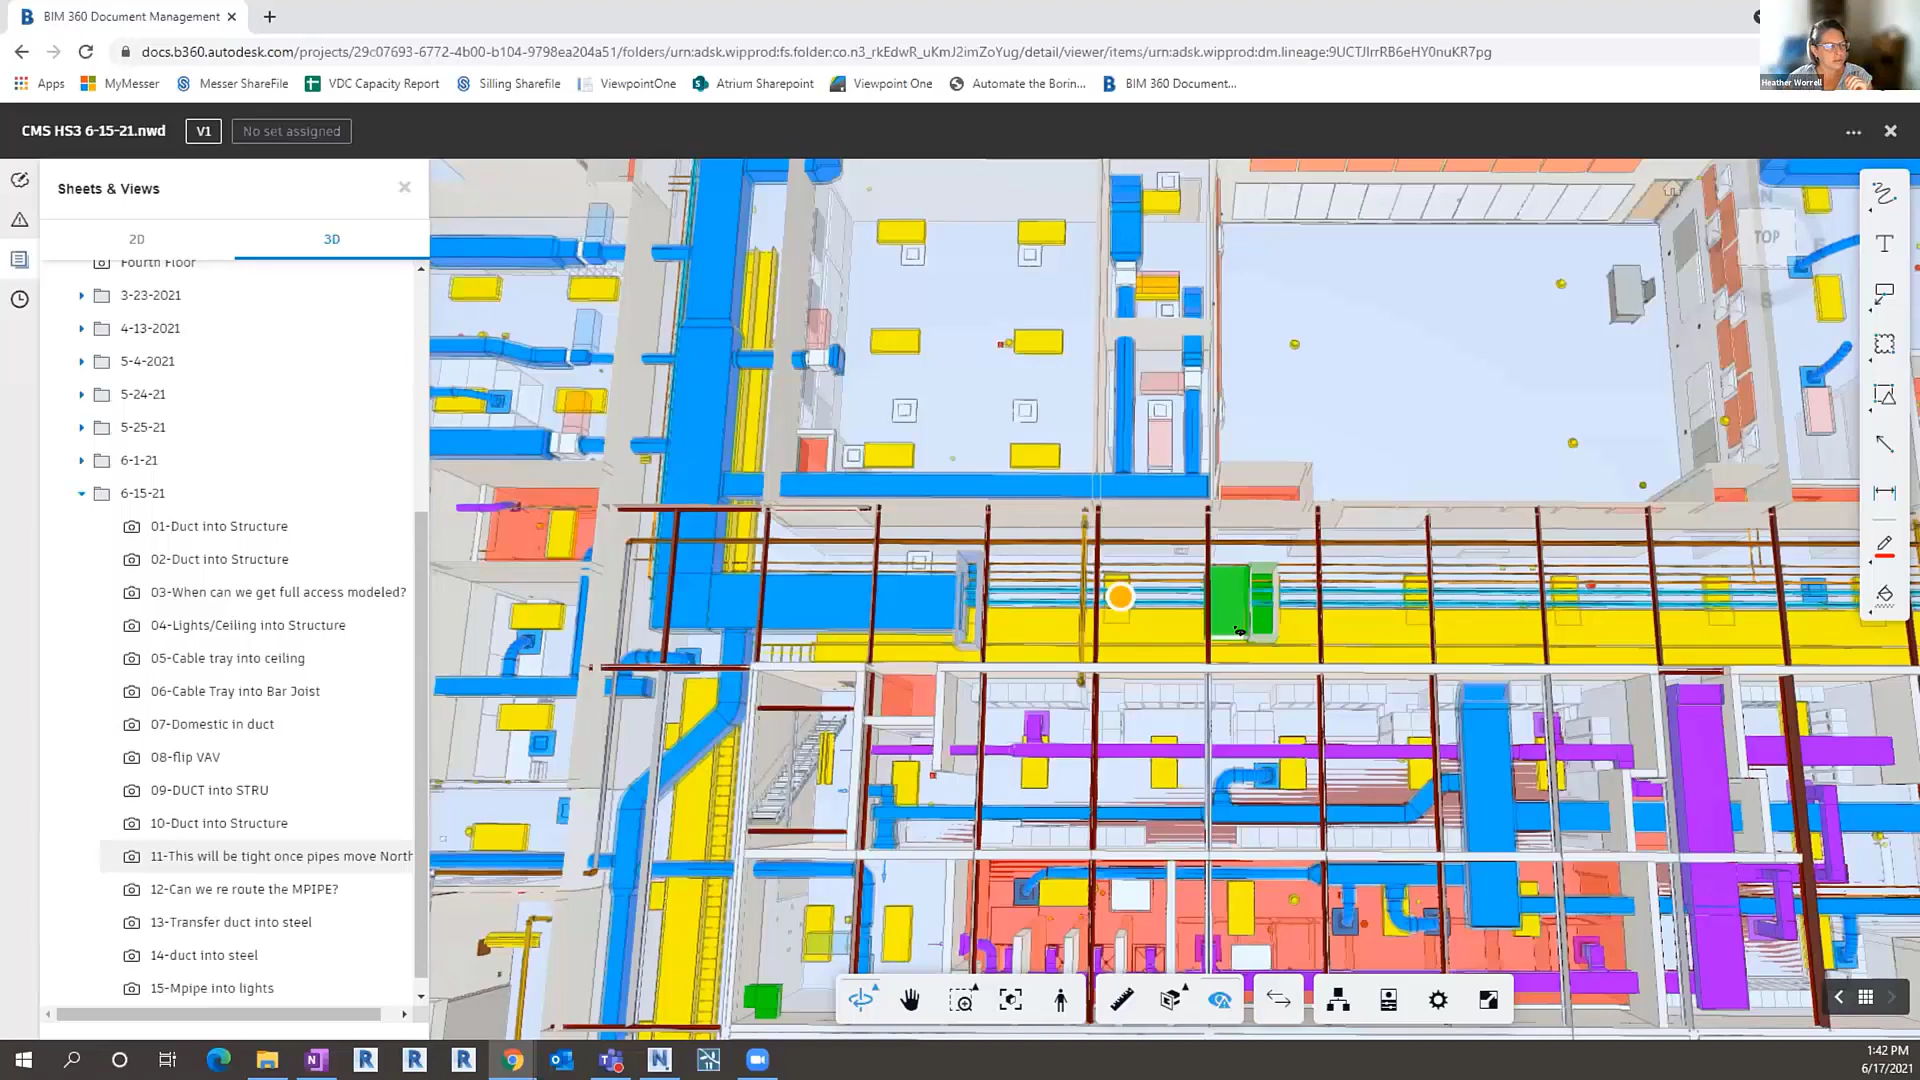 BIM 360 Document Management
docs.b360.autodesk.com/projects/29c07693-6772-4b00-b104-9798ea204a51/folders/urn:adsk.wipprod:fs.folder:co.n3_rkEdwR_uKmJ2imZoYug/detail/viewer/items/urn:adsk.wipprod:dm.lineage:9UCTJIrrRB6eHY0nuKR7pg
Apps MyMesser Messer ShareFile VDC Capacity Report Silling Sharefile ViewpointOne Atrium Sharepoint Viewpoint One Automate the Borin... BIM 360 Document...
Heather Worrell
CMS HS3 6-15-21.nwd V1 No set assigned
Sheets & Views
2D 3D
Fourth Floor
3-23-2021
4-13-2021
5-4-2021
5-24-21
5-25-21
6-1-21
6-15-21
01-Duct into Structure
02-Duct into Structure
03-When can we get full access modeled?
04-Lights/Ceiling into Structure
05-Cable tray into ceiling
06-Cable Tray into Bar Joist
07-Domestic in duct
08-flip VAV
09-DUCT into STRU
10-Duct into Structure
11-This will be tight once pipes move North
12-Can we re route the MPIPE?
13-Transfer duct into steel
14-duct into steel
15-Mpipe into lights
N
TOP
E
S
1:42 PM
6/17/2021